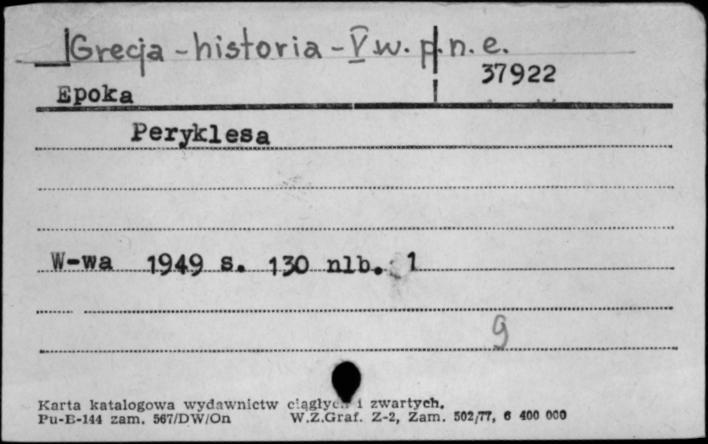 Grecja - historia - V w. p. n. e.
37922
Epoka
Peryklesa
W-wa 1949 s. 130 nlb. 1
9
Karta katalogowa wydawnictw ciągłych i zwartych.
Pu-E-144 zam. 567/DW/On W.Z.Graf. Z-2, Zam. 502/77, 6 400 000